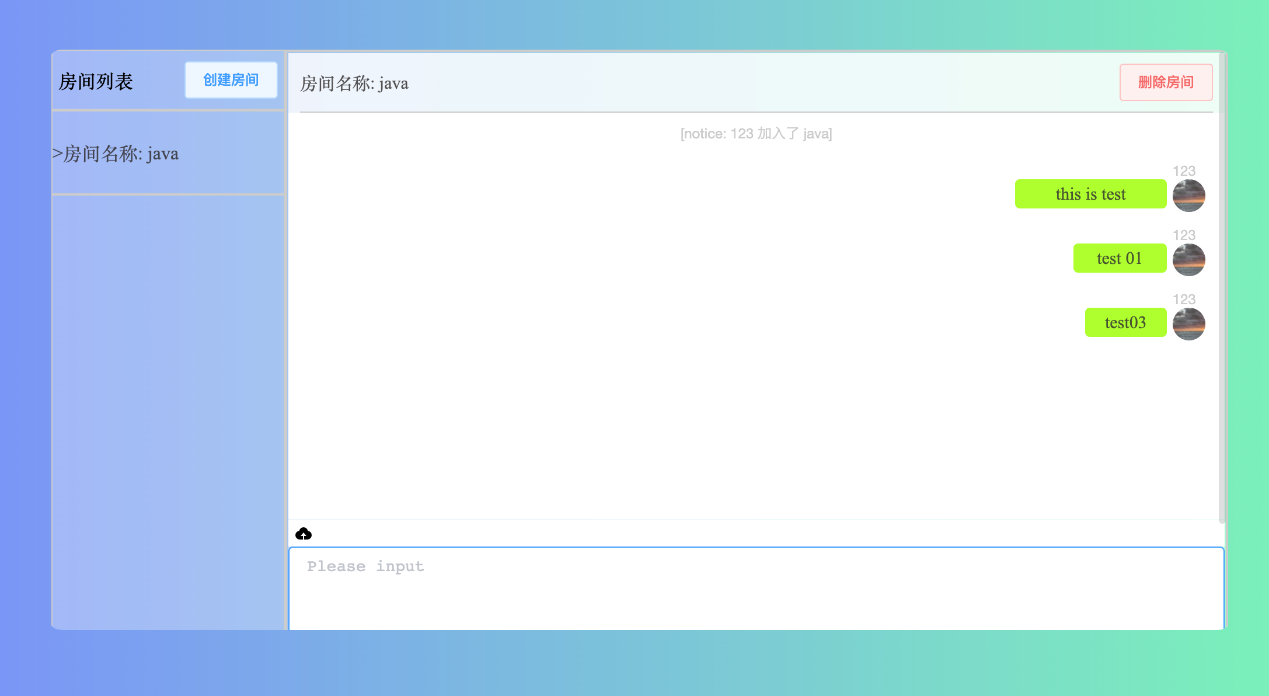 房间列表
创建房间
>房间名称: java
房间名称: java
删除房间
[notice: 123 加入了 java]
123
this is test
123
test 01
123
test03
Please input